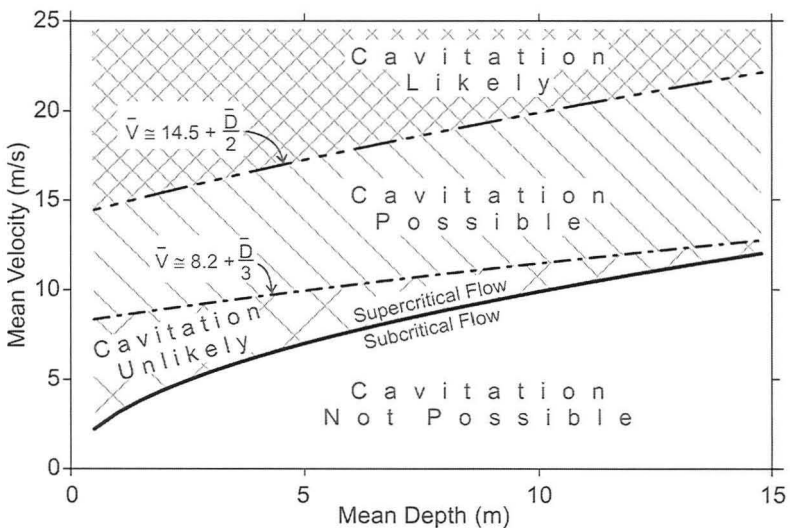 25
20
15
10
5
0
Mean Velocity (m/s)
Cavitation
Likely
V̅ ≅ 14.5 + D̅/2
Cavitation
Possible
V̅ ≅ 8.2 + D̅/3
Supercritical Flow
Subcritical Flow
Cavitation
Unlikely
Cavitation
Not Possible
0 5 10 15
Mean Depth (m)